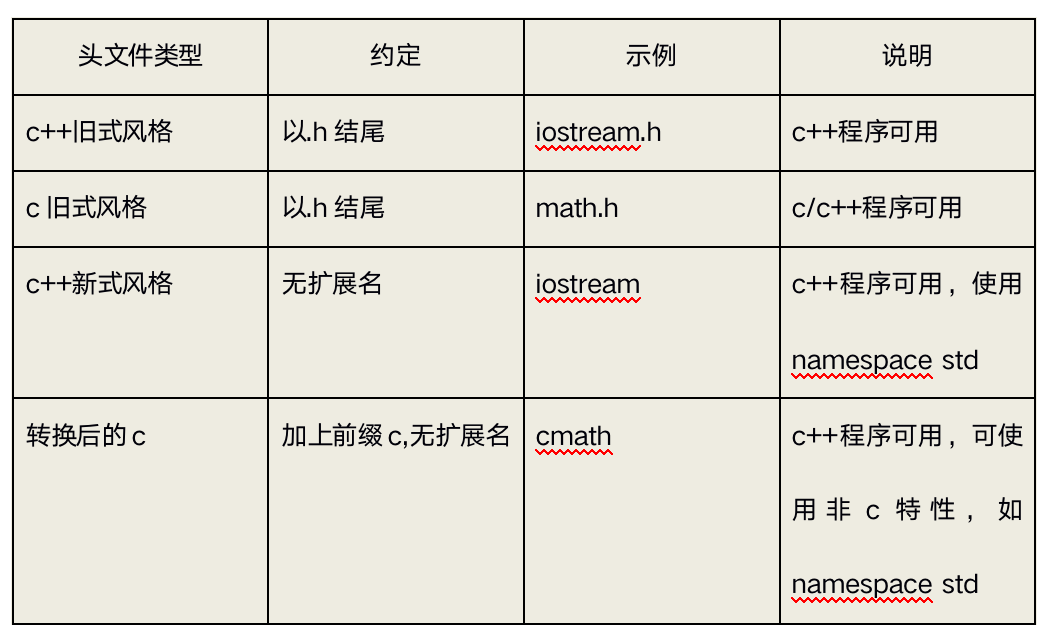 头文件类型 约定 示例 说明
c++旧式风格 以.h 结尾 iostream.h c++程序可用
c 旧式风格 以.h 结尾 math.h c/c++程序可用
c++新式风格 无扩展名 iostream c++程序可用，使用
namespace std
转换后的 c 加上前缀 c,无扩展名 cmath c++程序可用，可使
用非 c 特性，如
namespace std